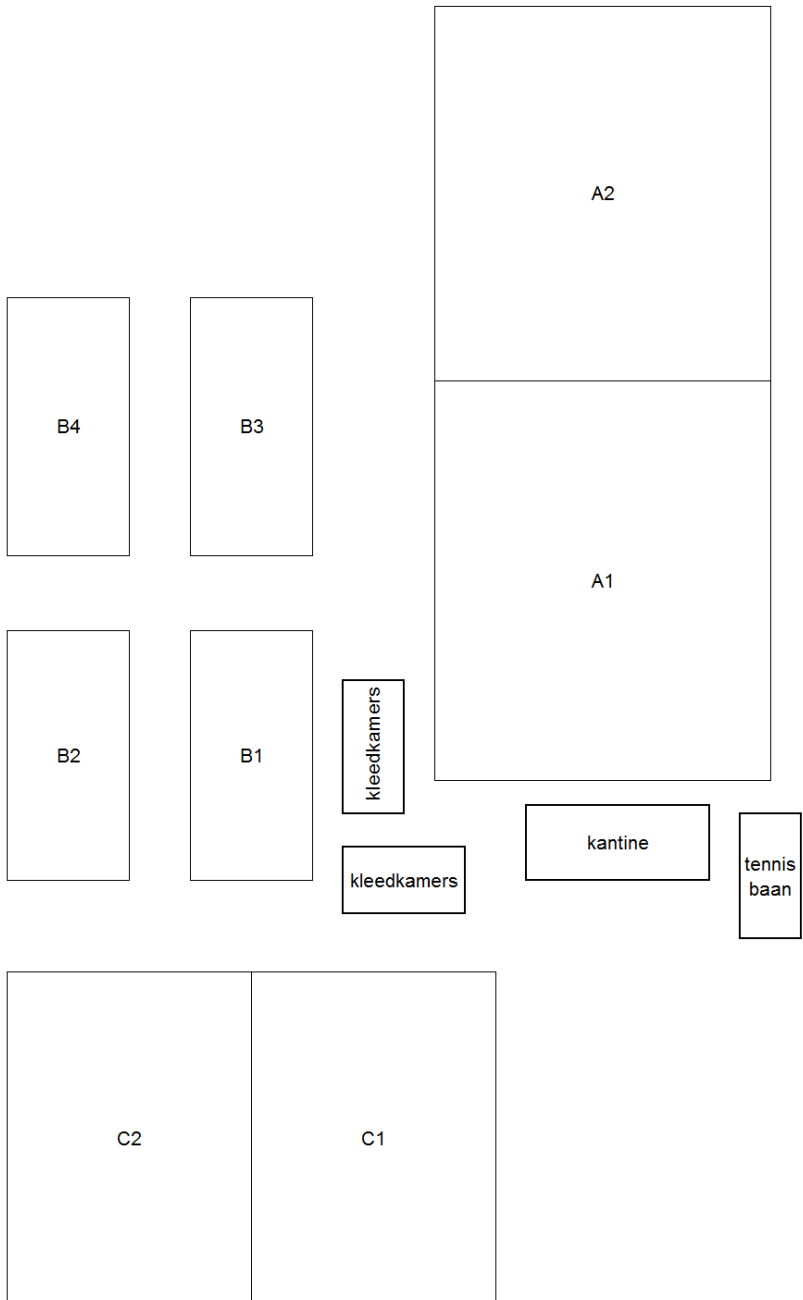 A2
B4
B3
A1
B2
B1
kleedkamers
kantine
tennis
baan
kleedkamers
C2
C1